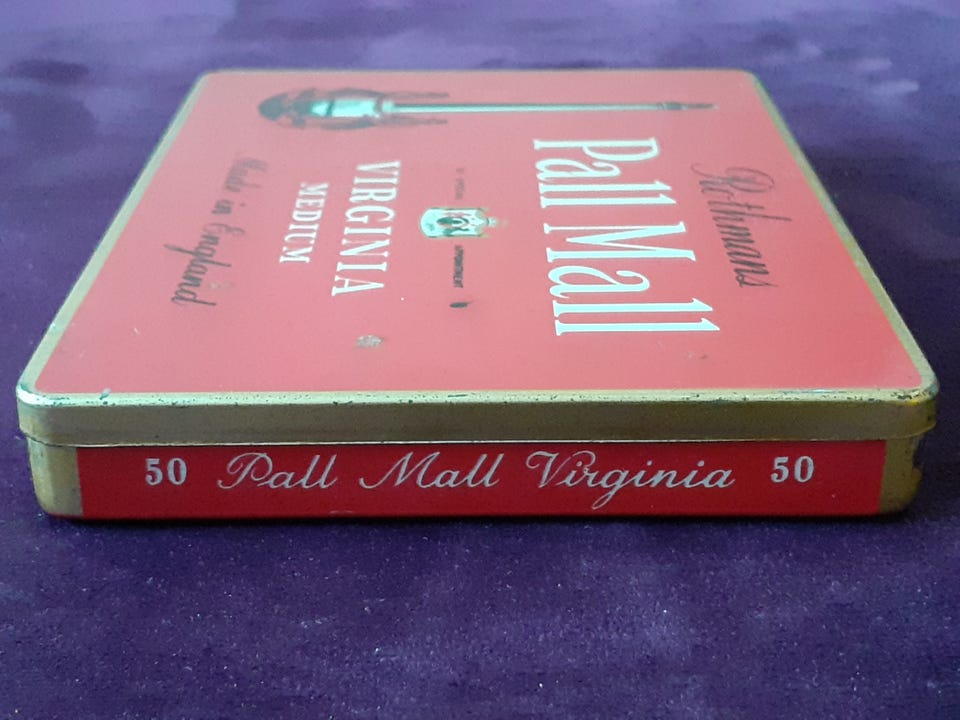 Rothmans
Pall Mall
VIRGINIA
MEDIUM
Made in England
50 Pall Mall Virginia 50